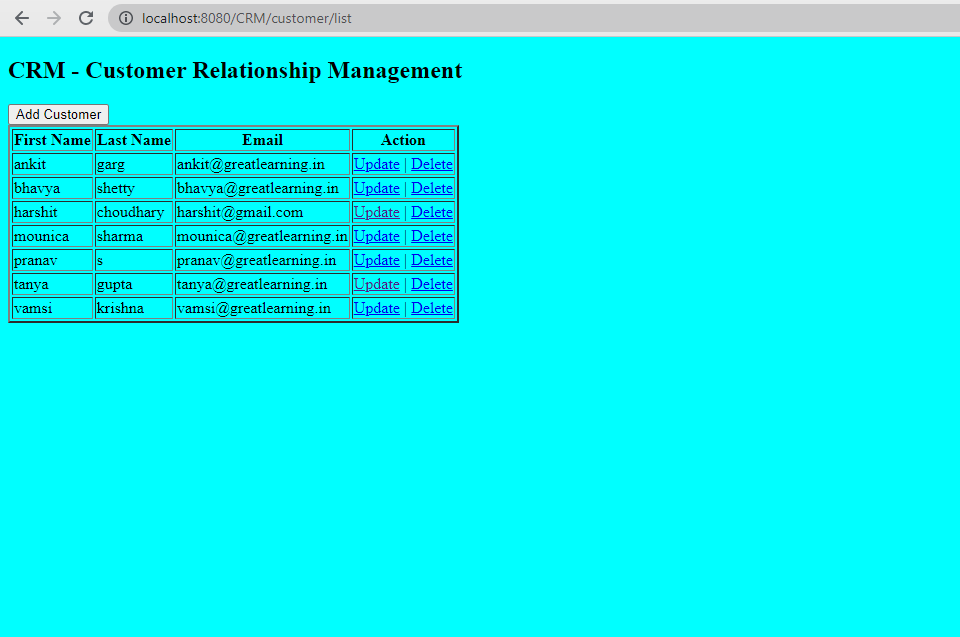 localhost:8080/CRM/customer/list
CRM - Customer Relationship Management
Add Customer
First Name Last Name Email Action
ankit garg ankit@greatlearning.in Update | Delete
bhavya shetty bhavya@greatlearning.in Update | Delete
harshit choudhary harshit@gmail.com Update | Delete
mounica sharma mounica@greatlearning.in Update | Delete
pranav s pranav@greatlearning.in Update | Delete
tanya gupta tanya@greatlearning.in Update | Delete
vamsi krishna vamsi@greatlearning.in Update | Delete